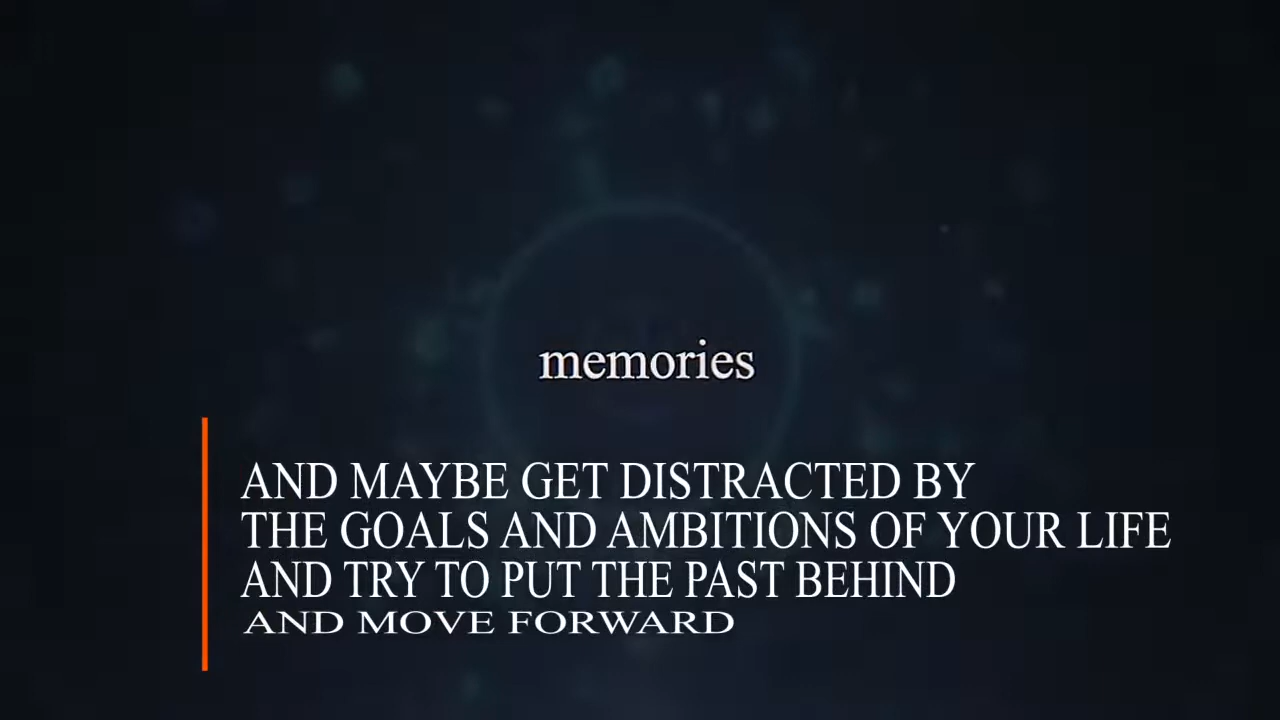 memories
AND MAYBE GET DISTRACTED BY
THE GOALS AND AMBITIONS OF YOUR LIFE
AND TRY TO PUT THE PAST BEHIND
AND MOVE FORWARD